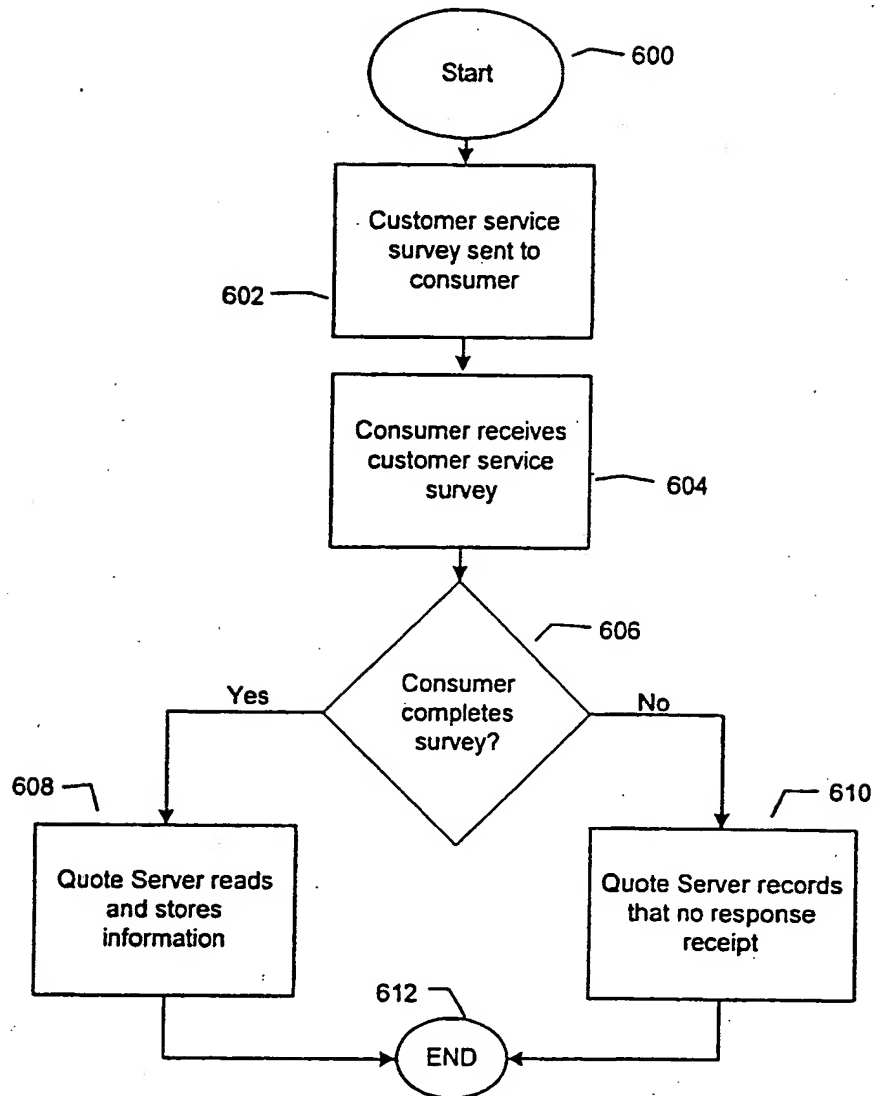 Start
600
Customer service
survey sent to
consumer
602
Consumer receives
customer service
survey
604
606
Consumer
completes
survey?
Yes
No
608
610
Quote Server reads
and stores
information
Quote Server records
that no response
receipt
612
END